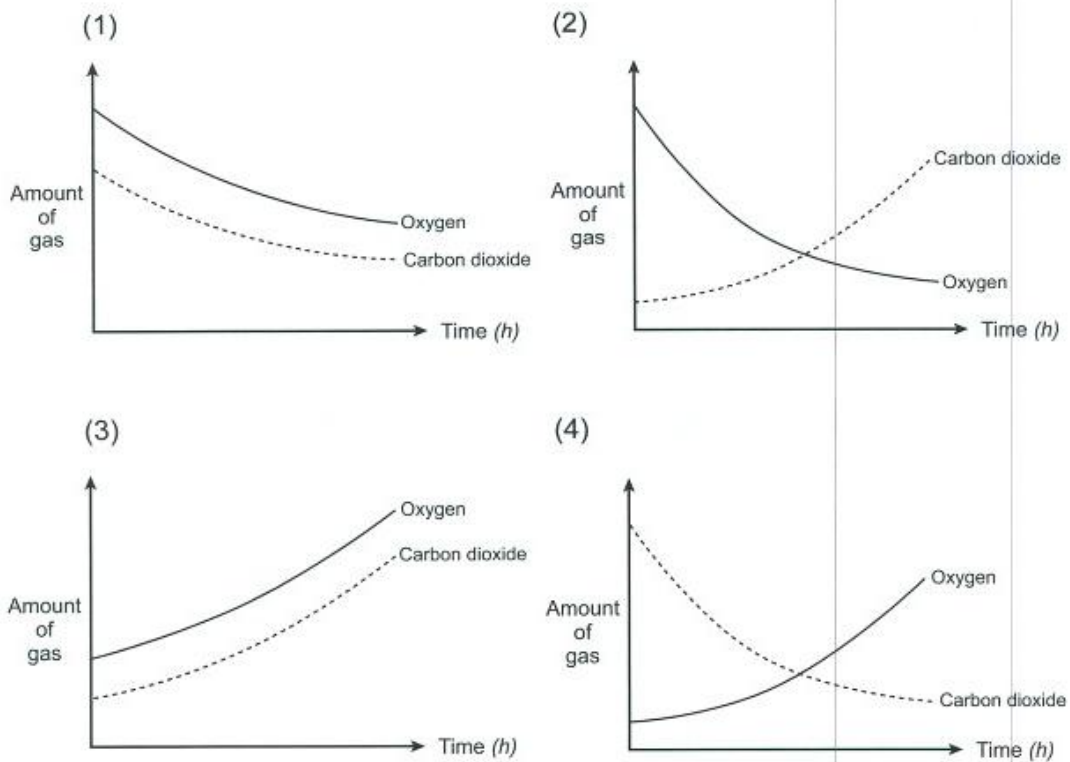 (1)
Amount
of
gas
Oxygen
Carbon dioxide
Time (h)
(2)
Amount
of
gas
Carbon dioxide
Oxygen
Time (h)
(3)
Amount
of
gas
Oxygen
Carbon dioxide
Time (h)
(4)
Amount
of
gas
Oxygen
Carbon dioxide
Time (h)